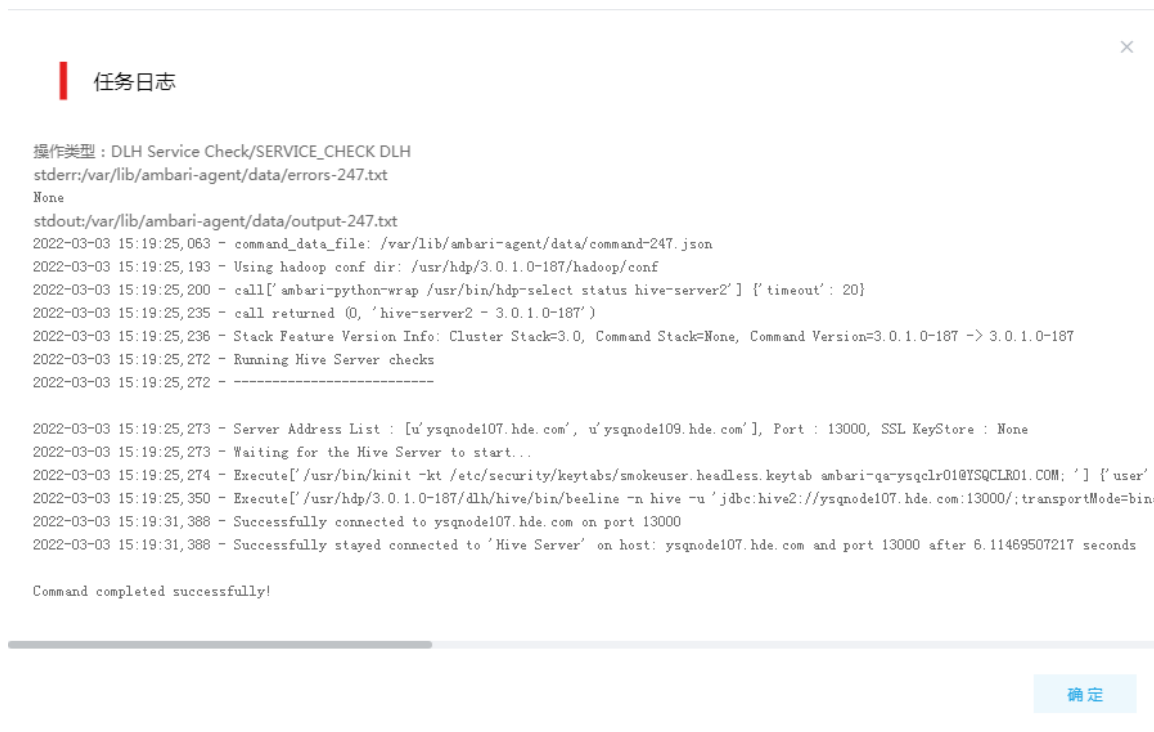 任务日志
操作类型：DLH Service Check/SERVICE_CHECK DLH
stderr:/var/lib/ambari-agent/data/errors-247.txt
None
stdout:/var/lib/ambari-agent/data/output-247.txt
2022-03-03 15:19:25,063 - command_data_file: /var/lib/ambari-agent/data/command-247.json
2022-03-03 15:19:25,193 - Using hadoop conf dir: /usr/hdp/3.0.1.0-187/hadoop/conf
2022-03-03 15:19:25,200 - call['ambari-python-wrap /usr/bin/hdp-select status hive-server2'] {'timeout': 20}
2022-03-03 15:19:25,235 - call returned (0, 'hive-server2 - 3.0.1.0-187')
2022-03-03 15:19:25,236 - Stack Feature Version Info: Cluster Stack=3.0, Command Stack=None, Command Version=3.0.1.0-187 -> 3.0.1.0-187
2022-03-03 15:19:25,272 - Running Hive Server checks
2022-03-03 15:19:25,272 - --------------------------
2022-03-03 15:19:25,273 - Server Address List : [u'ysqnode107.hde.com', u'ysqnode109.hde.com'], Port : 13000, SSL KeyStore : None
2022-03-03 15:19:25,273 - Waiting for the Hive Server to start...
2022-03-03 15:19:25,274 - Execute['/usr/bin/kinit -kt /etc/security/keytabs/smokeuser.headless.keytab ambari-qa-ysqclr01@YSQCLR01.COM; '] {'user'
2022-03-03 15:19:25,350 - Execute['/usr/hdp/3.0.1.0-187/dlh/hive/bin/beeline -n hive -u 'jdbc:hive2://ysqnode107.hde.com:13000/;transportMode=bin
2022-03-03 15:19:31,388 - Successfully connected to ysqnode107.hde.com on port 13000
2022-03-03 15:19:31,388 - Successfully stayed connected to 'Hive Server' on host: ysqnode107.hde.com and port 13000 after 6.11469507217 seconds
Command completed successfully!
确定